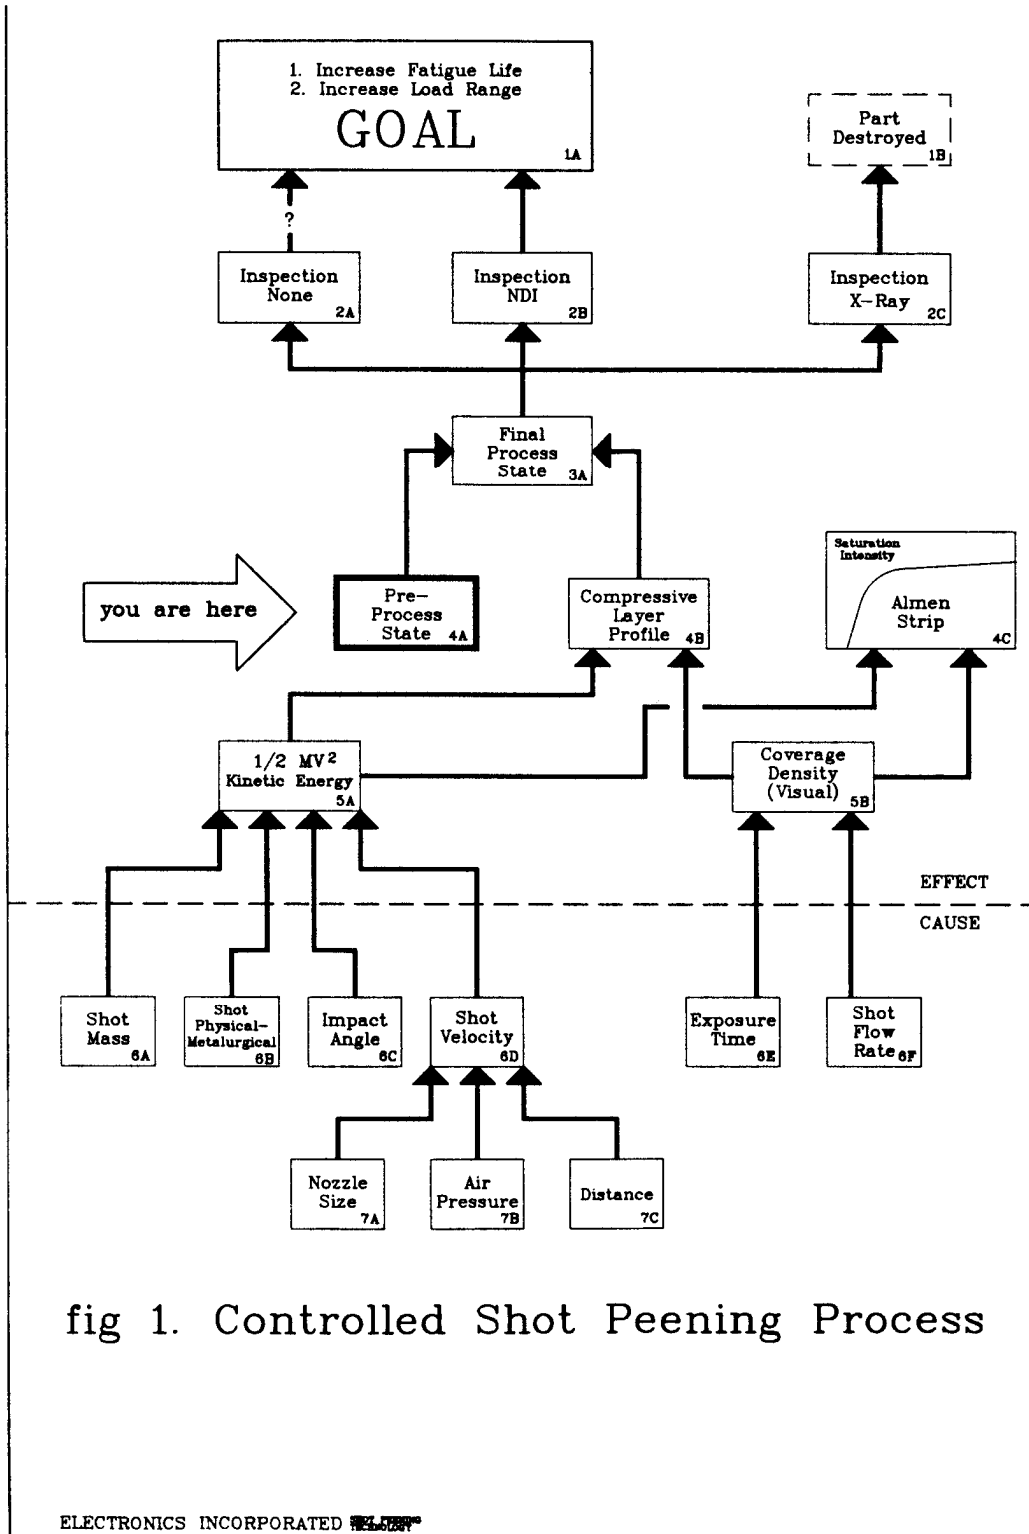 1. Increase Fatigue Life
2. Increase Load Range
GOAL
1A
Part
Destroyed
1B
?
Inspection
None
2A
Inspection
NDI
2B
Inspection
X-Ray
2C
Final
Process
State
3A
you are here
Pre-
Process
State
4A
Compressive
Layer
Profile
4B
Saturation
Intensity
Almen
Strip
4C
1/2 MV²
Kinetic Energy
5A
Coverage
Density
(Visual)
5B
EFFECT
CAUSE
Shot
Mass
6A
Shot
Physical-
Metalurgical
6B
Impact
Angle
6C
Shot
Velocity
6D
Exposure
Time
6E
Shot
Flow
Rate
6F
Nozzle
Size
7A
Air
Pressure
7B
Distance
7C
fig 1. Controlled Shot Peening Process
ELECTRONICS INCORPORATED